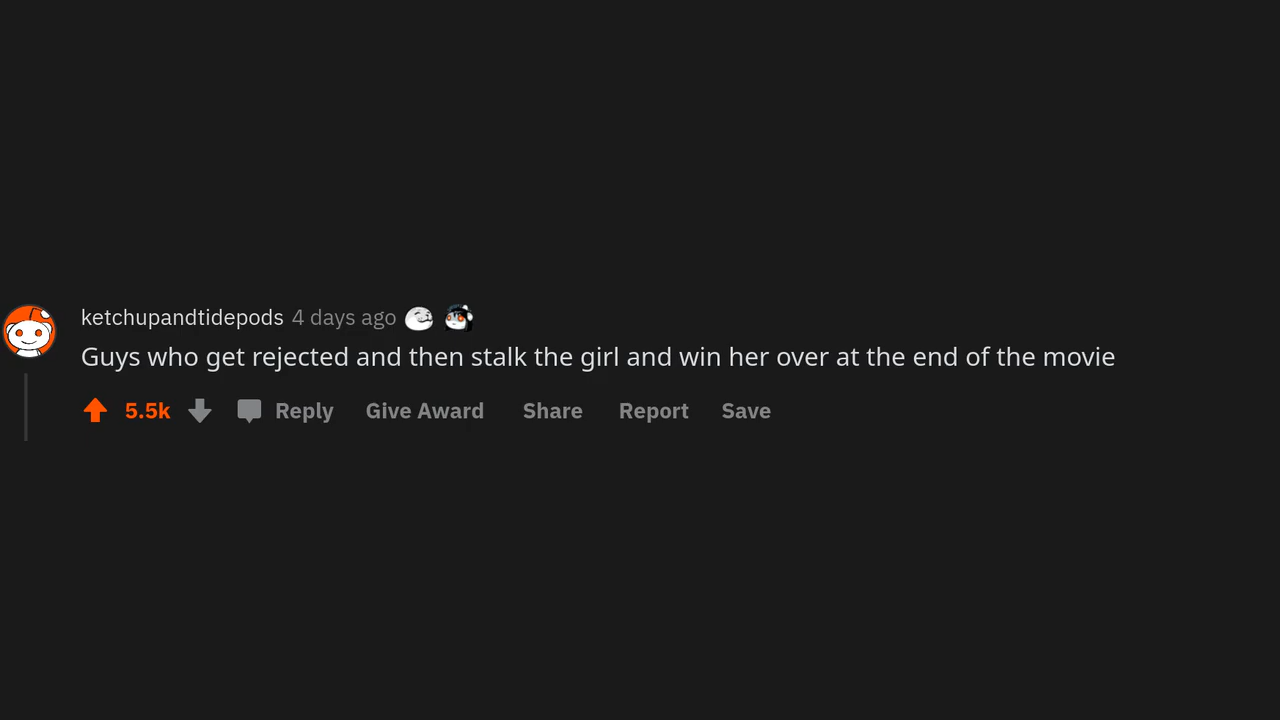 ketchupandtidepods 4 days ago
Guys who get rejected and then stalk the girl and win her over at the end of the movie
5.5k Reply Give Award Share Report Save